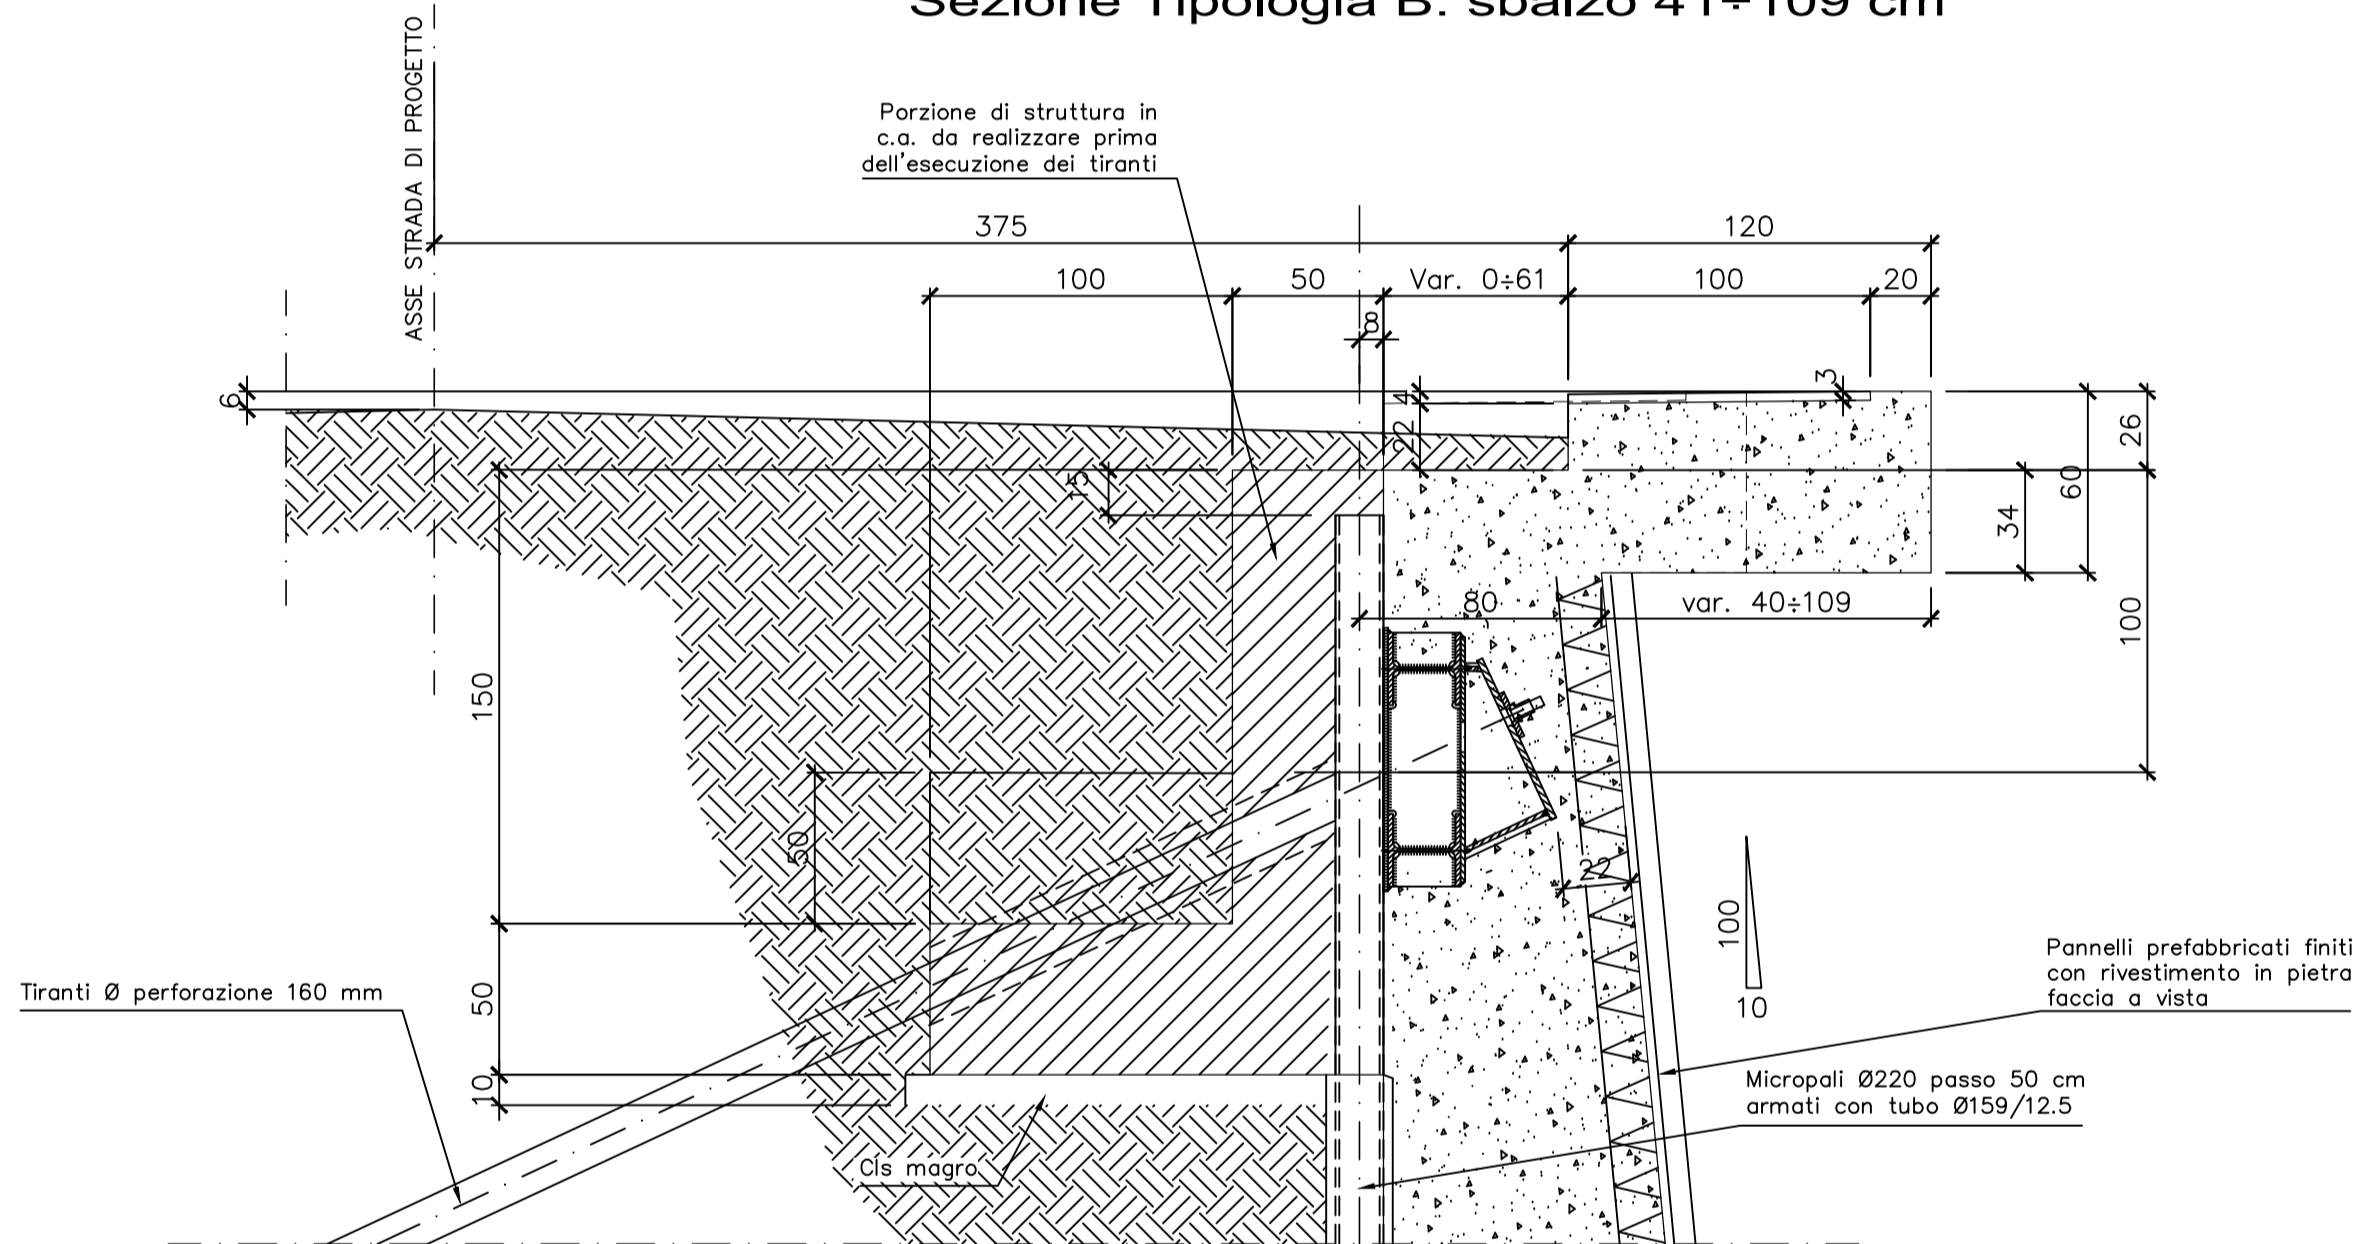 Sezione Tipologia B: sbalzo 41÷109 cm
ASSE STRADA DI PROGETTO
Porzione di struttura in
c.a. da realizzare prima
dell'esecuzione dei tiranti
375
120
100
50
Var. 0÷61
100
20
8
6
3
4
22
26
15
60
34
80
var. 40÷109
100
150
50
22
100
10
Pannelli prefabbricati finiti
con rivestimento in pietra
faccia a vista
Tiranti Ø perforazione 160 mm
50
10
Micropali Ø220 passo 50 cm
armati con tubo Ø159/12.5
Cls magro